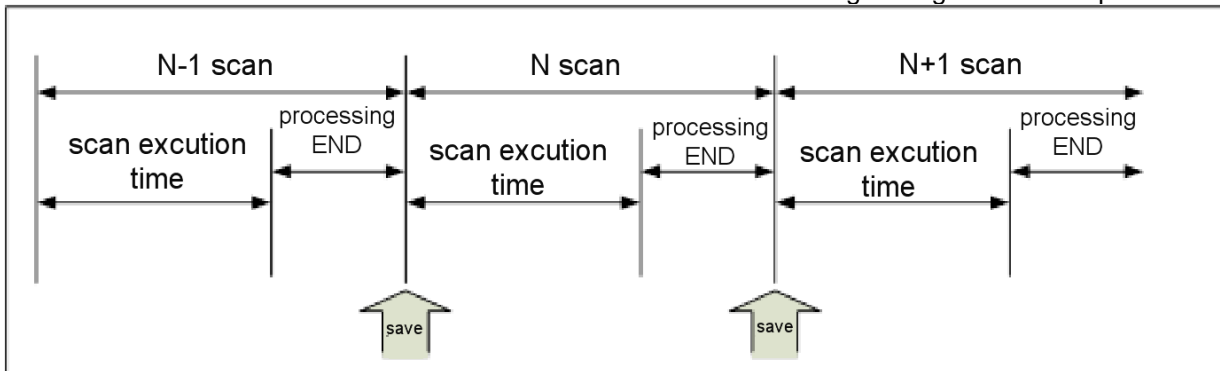 N-1 scan
N scan
N+1 scan
processing
END
processing
END
processing
END
scan excution
time
scan excution
time
scan excution
time
save
save